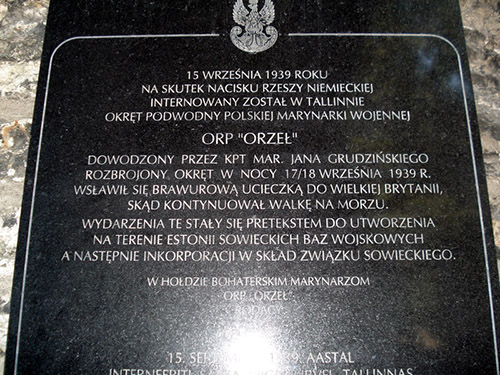 15 WRZEŚNIA 1939 ROKU
NA SKUTEK NACISKU RZESZY NIEMIECKIEJ
INTERNOWANY ZOSTAŁ W TALLINNIE
OKRĘT PODWODNY POLSKIEJ MARYNARKI WOJENNEJ
ORP "ORZEŁ"
DOWODZONY PRZEZ KPT MAR. JANA GRUDZIŃSKIEGO
ROZBROJONY. OKRĘT W NOCY 17/18 WRZEŚNIA 1939 R.
WSŁAWIŁ SIĘ BRAWUROWĄ UCIECZKĄ DO WIELKIEJ BRYTANII,
SKĄD KONTYNUOWAŁ WALKĘ NA MORZU.
WYDARZENIA TE STAŁY SIĘ PRETEKSTEM DO UTWORZENIA
NA TERENIE ESTONII SOWIECKICH BAZ WOJSKOWYCH
A NASTĘPNIE INKORPORACJI W SKŁAD ZWIĄZKU SOWIECKIEGO.
W HOŁDZIE BOHATERSKIM MARYNARZOM
ORP "ORZEŁ"
RODACY
15. AASTAL
TALLINNAS